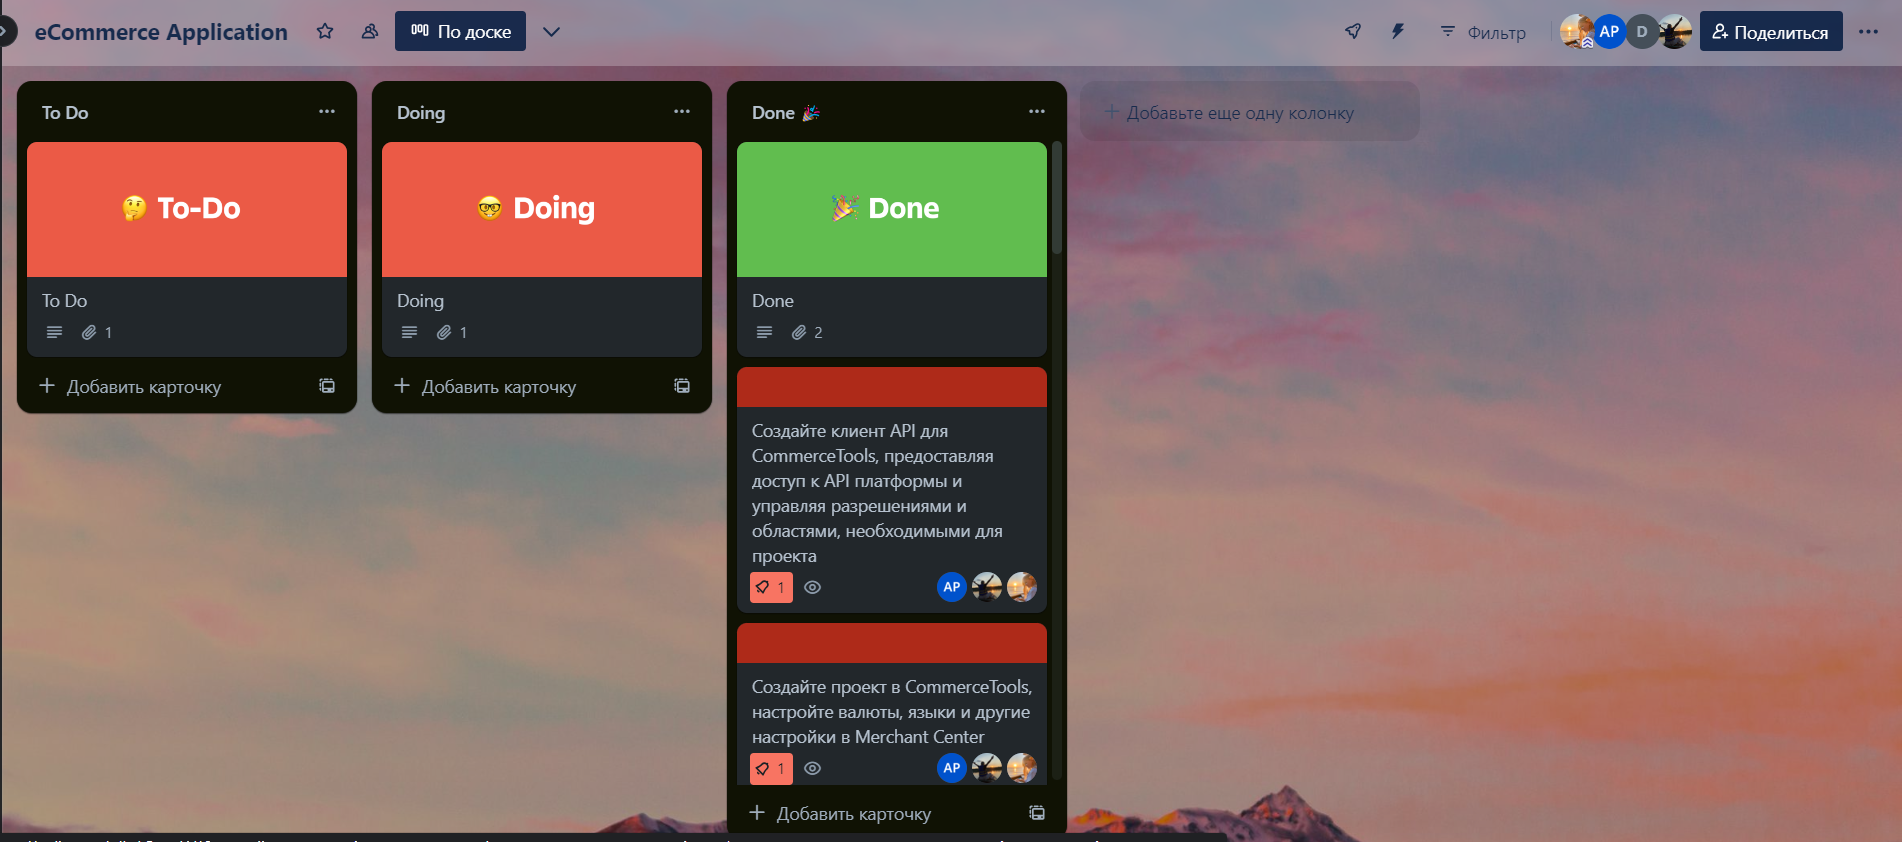 eCommerce Application
По доске
Фильтр
AP
D
Поделиться
To Do
🤔 To-Do
To Do
1
Добавить карточку
Doing
🤓 Doing
Doing
1
Добавить карточку
Done 🎉
🎉 Done
Done
2
Создайте клиент API для
CommerceTools, предоставляя
доступ к API платформы и
управляя разрешениями и
областями, необходимыми для
проекта
1
AP
Создайте проект в CommerceTools,
настройте валюты, языки и другие
настройки в Merchant Center
1
AP
Добавить карточку
Добавьте еще одну колонку